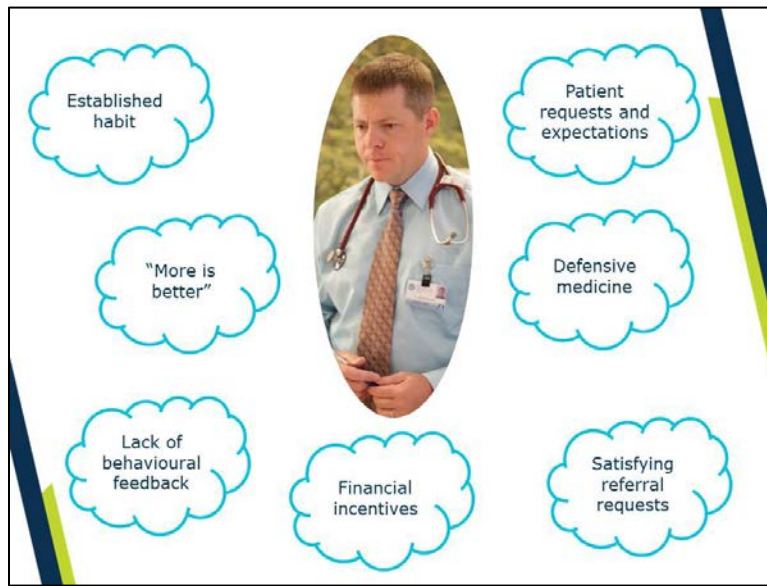 Established
habit
Patient
requests and
expectations
“More is
better”
Defensive
medicine
Lack of
behavioural
feedback
Financial
incentives
Satisfying
referral
requests